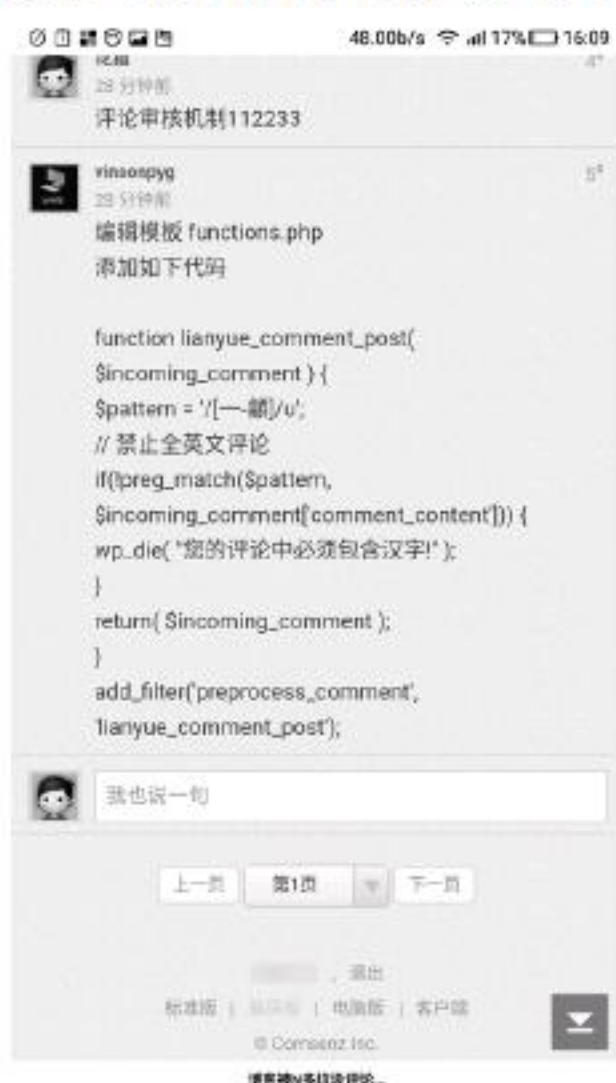 48.00b/s 17% 16:09
4#
28 分钟前
评论审核机制112233
vinsonpyg
5#
28 分钟前
编辑模板 functions.php
添加如下代码
function lianyue_comment_post(
$incoming_comment ) {
$pattern = '/[一-龥]/u';
// 禁止全英文评论
if(!preg_match($pattern,
$incoming_comment['comment_content'])) {
wp_die( "您的评论中必须包含汉字!" );
}
return( $incoming_comment );
}
add_filter('preprocess_comment',
'lianyue_comment_post');
我也说一句
上一页 第1页 下一页
，退出
标准版 | | 电脑版 | 客户端
© Comsenz Inc.